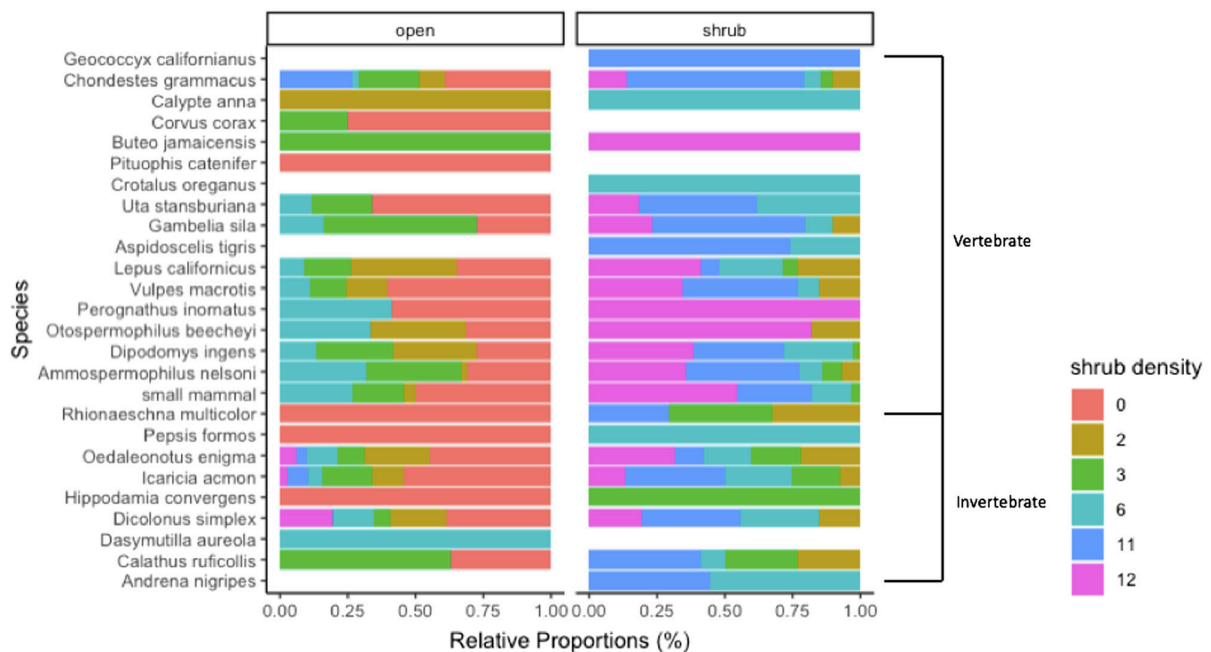 open shrub
Geococcyx californianus
Chondestes grammacus
Calypte anna
Corvus corax
Buteo jamaicensis
Pituophis catenifer
Crotalus oreganus
Uta stansburiana
Gambelia sila
Aspidoscelis tigris
Lepus californicus
Vulpes macrotis
Perognathus inornatus
Otospermophilus beecheyi
Dipodomys ingens
Ammospermophilus nelsoni
small mammal
Rhionaeschna multicolor
Pepsis formos
Oedaleonotus enigma
Icaricia acmon
Hippodamia convergens
Dicolonus simplex
Dasymutilla aureola
Calathus ruficollis
Andrena nigripes
Species
0.00 0.25 0.50 0.75 1.00 0.00 0.25 0.50 0.75 1.00
Relative Proportions (%)
Vertebrate
Invertebrate
shrub density
0
2
3
6
11
12